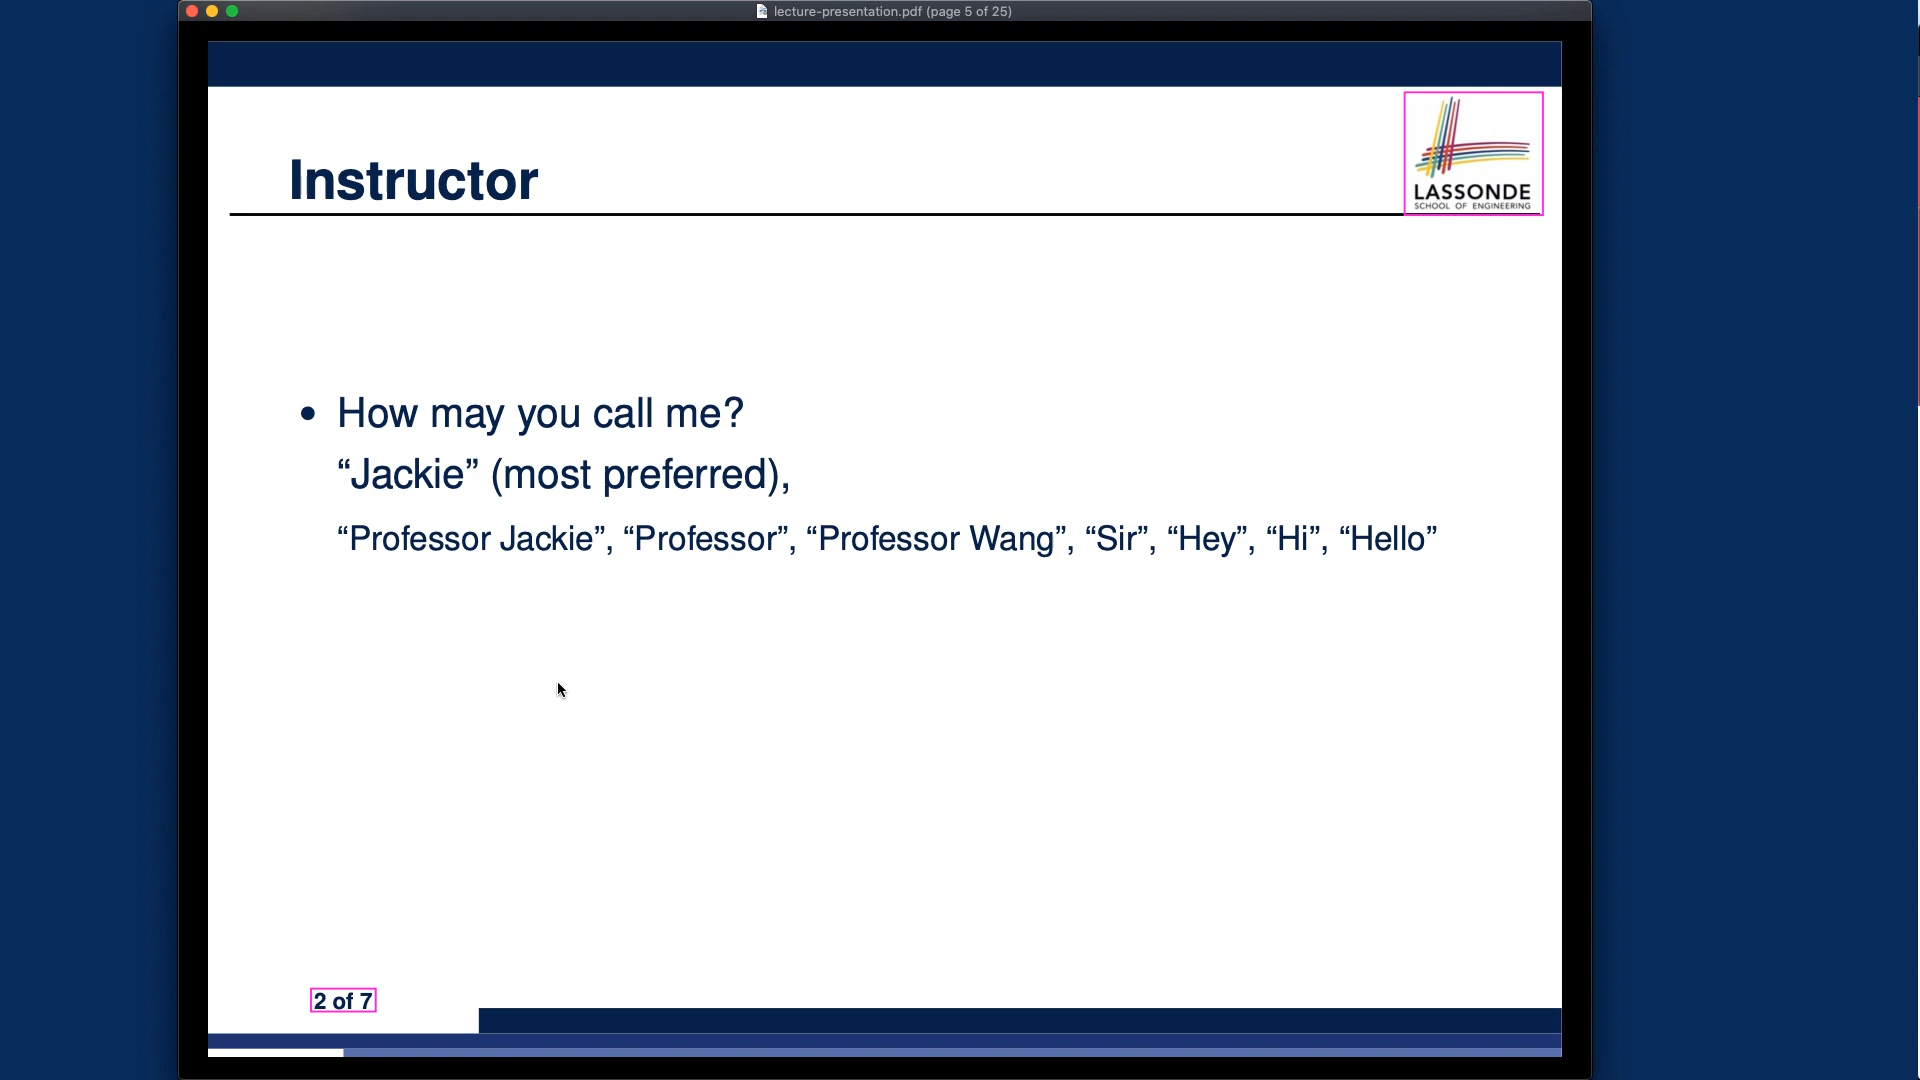 lecture-presentation.pdf (page 5 of 25)
LASSONDE
SCHOOL OF ENGINEERING
Instructor
• How may you call me?
“Jackie” (most preferred),
“Professor Jackie”, “Professor”, “Professor Wang”, “Sir”, “Hey”, “Hi”, “Hello”
2 of 7